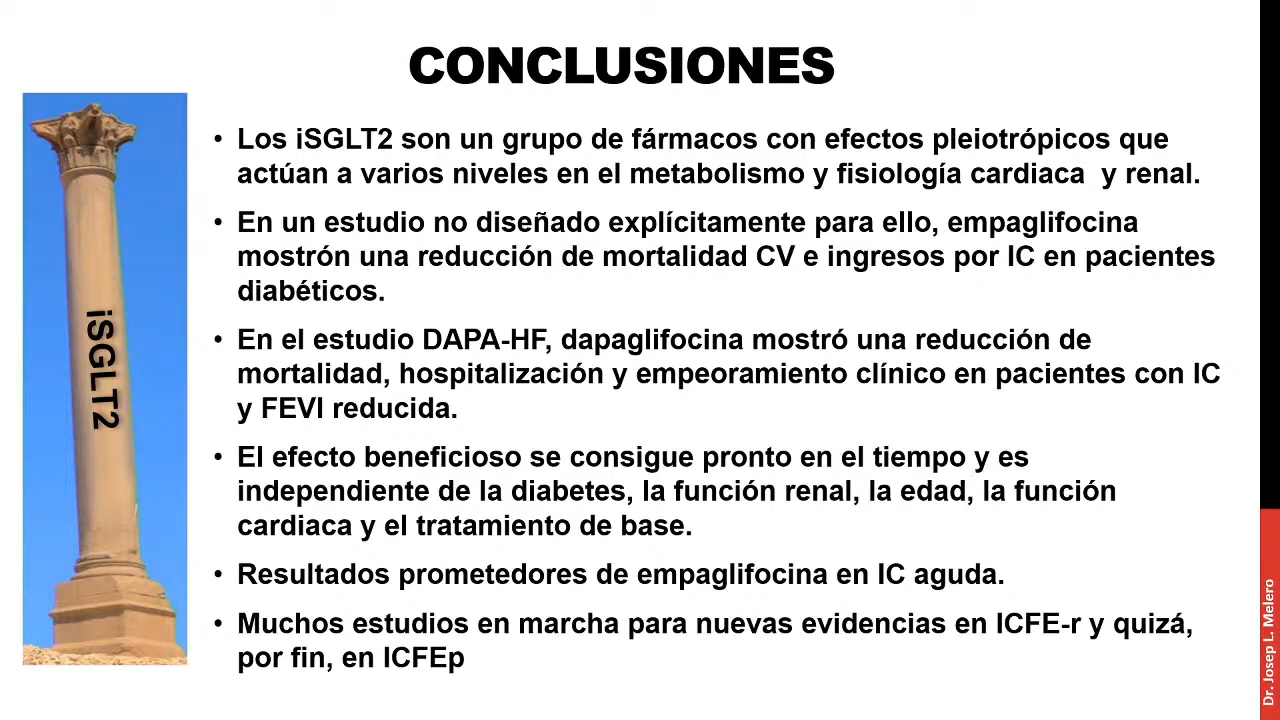 CONCLUSIONES
• Los iSGLT2 son un grupo de fármacos con efectos pleiotrópicos que
actúan a varios niveles en el metabolismo y fisiología cardiaca y renal.
• En un estudio no diseñado explícitamente para ello, empaglifocina
mostrón una reducción de mortalidad CV e ingresos por IC en pacientes
diabéticos.
• En el estudio DAPA-HF, dapaglifocina mostró una reducción de
mortalidad, hospitalización y empeoramiento clínico en pacientes con IC
y FEVI reducida.
• El efecto beneficioso se consigue pronto en el tiempo y es
independiente de la diabetes, la función renal, la edad, la función
cardiaca y el tratamiento de base.
• Resultados prometedores de empaglifocina en IC aguda.
• Muchos estudios en marcha para nuevas evidencias en ICFE-r y quizá,
por fin, en ICFEp
iSGLT2
Dr. Josep L. Melero